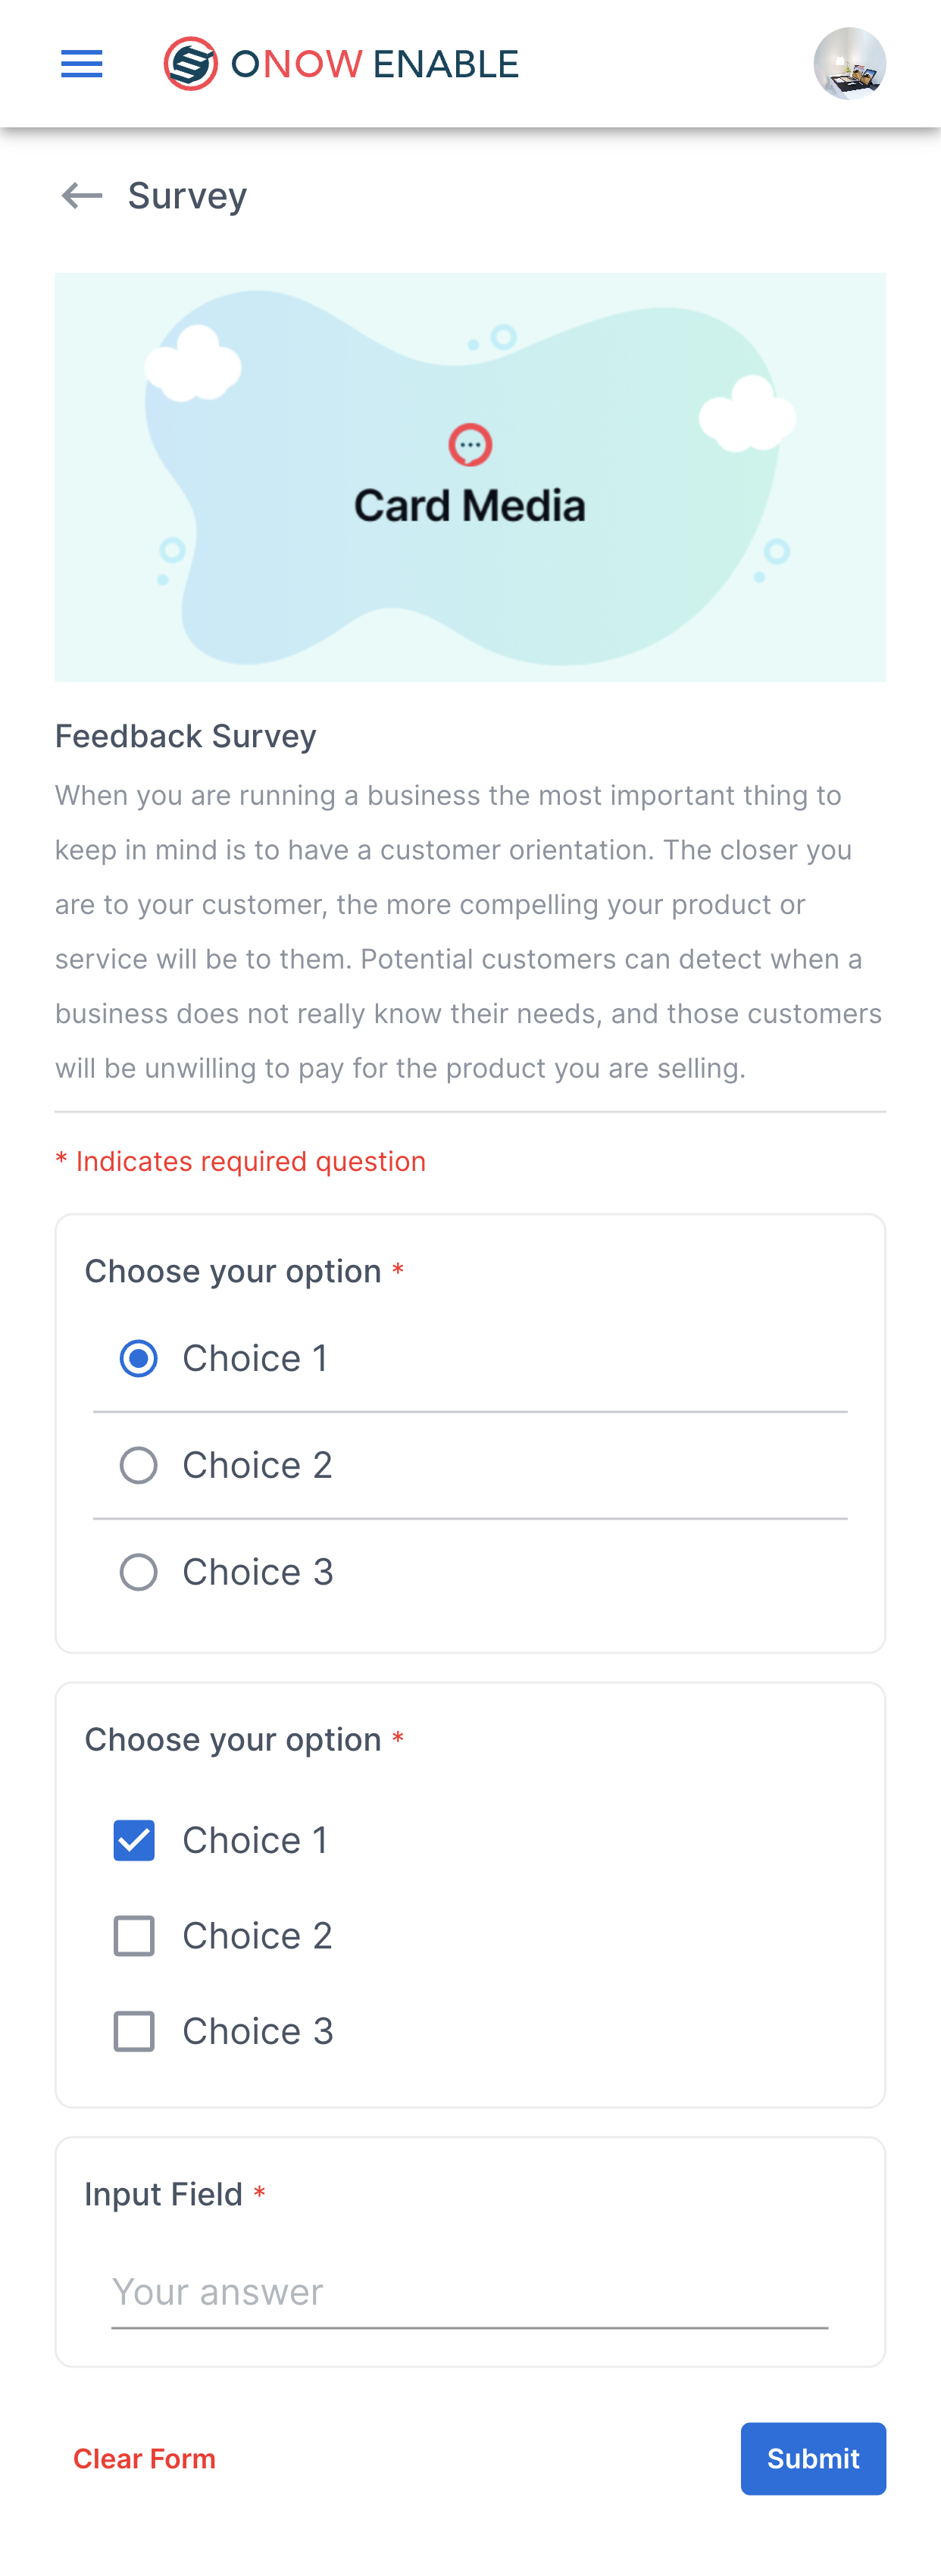 ONOW ENABLE
Survey
Card Media
Feedback Survey
When you are running a business the most important thing to
keep in mind is to have a customer orientation. The closer you
are to your customer, the more compelling your product or
service will be to them. Potential customers can detect when a
business does not really know their needs, and those customers
will be unwilling to pay for the product you are selling.
* Indicates required question
Choose your option *
Choice 1
Choice 2
Choice 3
Choose your option *
Choice 1
Choice 2
Choice 3
Input Field *
Your answer
Clear Form
Submit